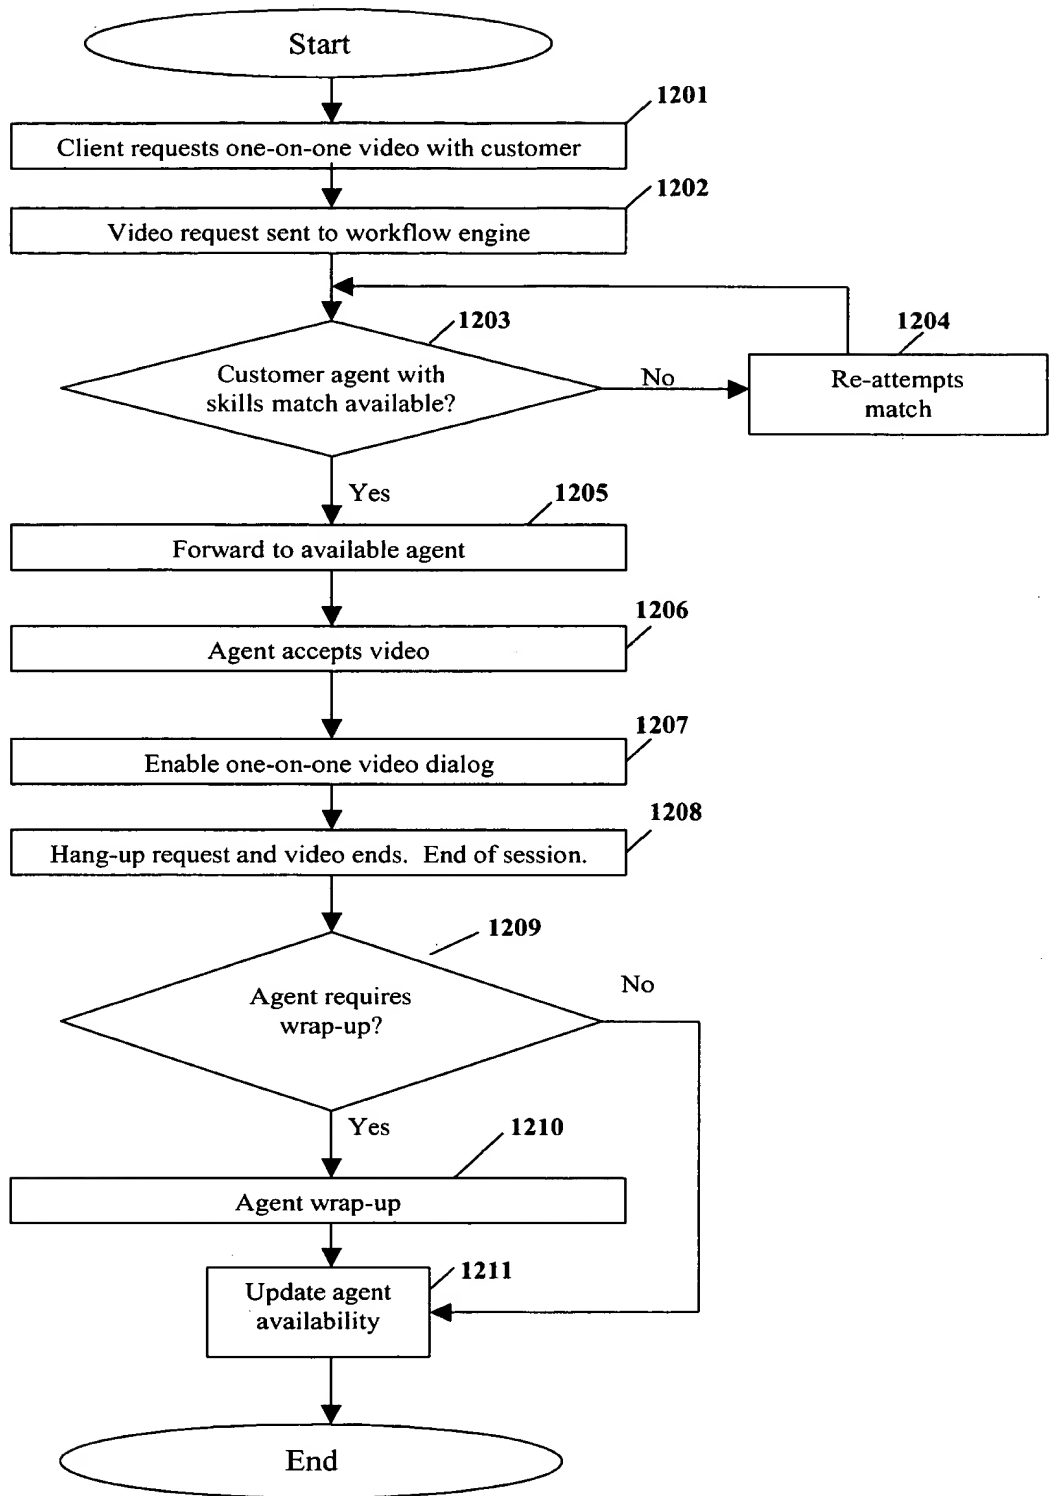 Start
1201
Client requests one-on-one video with customer
1202
Video request sent to workflow engine
1203
Customer agent with
skills match available?
No
1204
Re-attempts
match
Yes
1205
Forward to available agent
1206
Agent accepts video
1207
Enable one-on-one video dialog
1208
Hang-up request and video ends. End of session.
1209
Agent requires
wrap-up?
No
Yes
1210
Agent wrap-up
1211
Update agent
availability
End